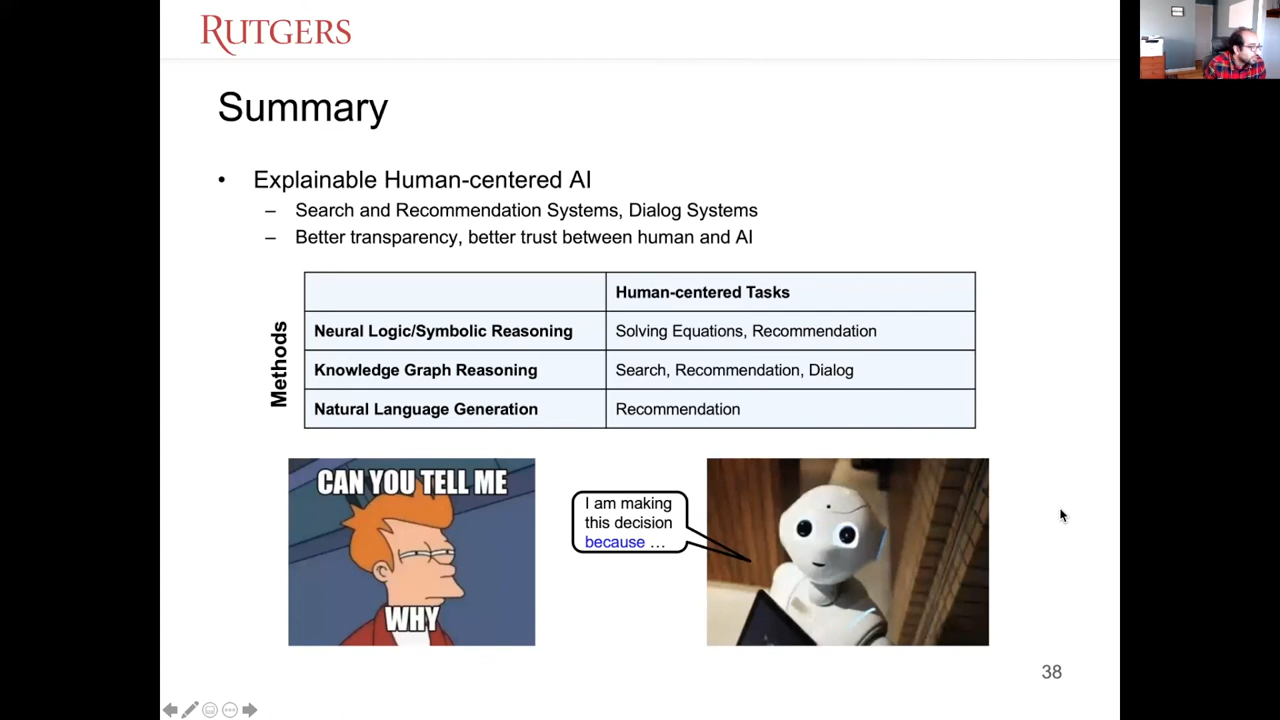 RUTGERS
Summary
• Explainable Human-centered AI
– Search and Recommendation Systems, Dialog Systems
– Better transparency, better trust between human and AI
Methods
Human-centered Tasks
Neural Logic/Symbolic Reasoning Solving Equations, Recommendation
Knowledge Graph Reasoning Search, Recommendation, Dialog
Natural Language Generation Recommendation
CAN YOU TELL ME
WHY
I am making
this decision
because …
38